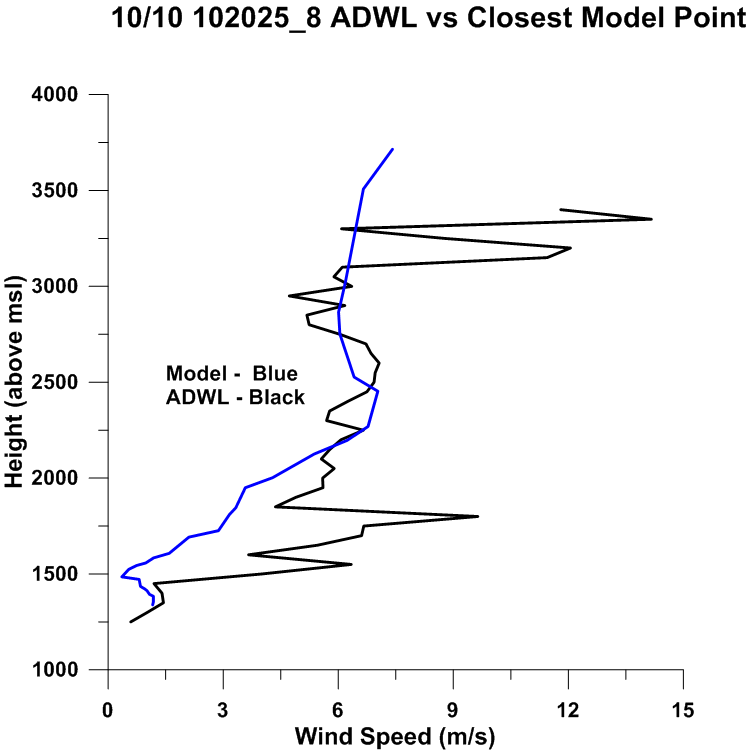 10/10 102025_8 ADWL vs Closest Model Point
4000
3500
3000
2500
2000
1500
1000
Height (above msl)
Model -  Blue
ADWL - Black
0 3 6 9 12 15
Wind Speed (m/s)